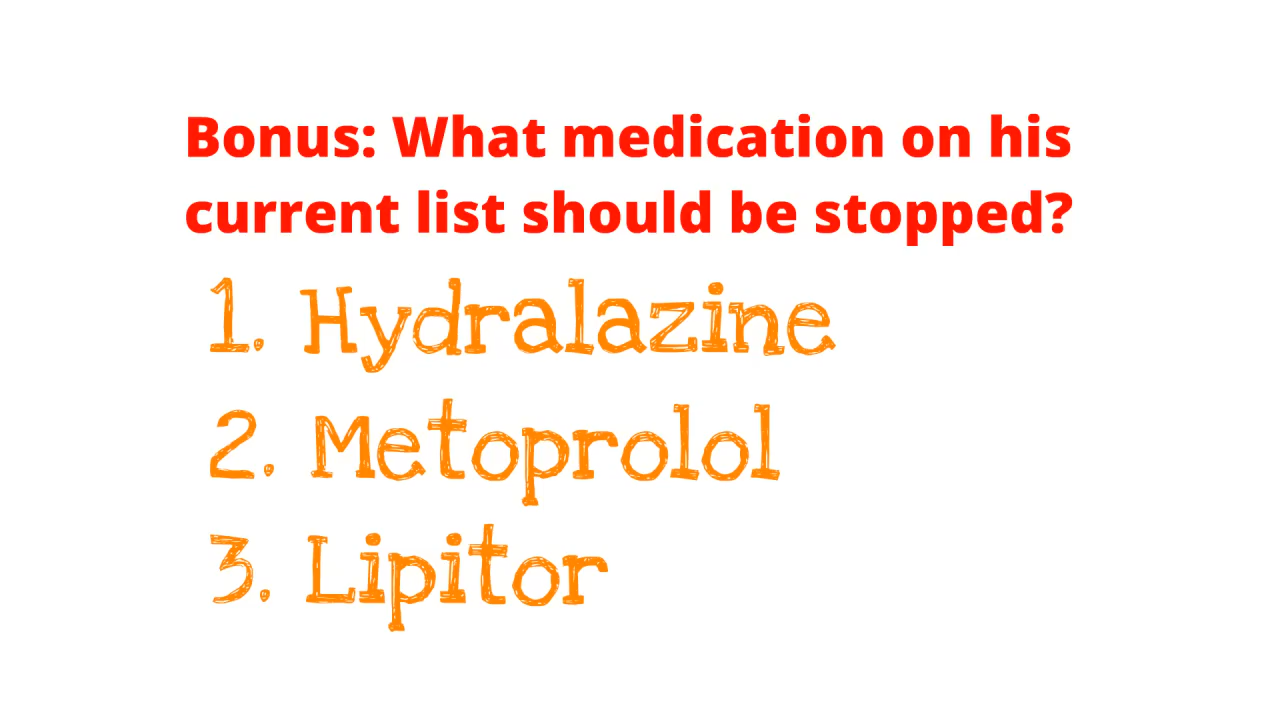 Bonus: What medication on his
current list should be stopped?
1. Hydralazine
2. Metoprolol
3. Lipitor